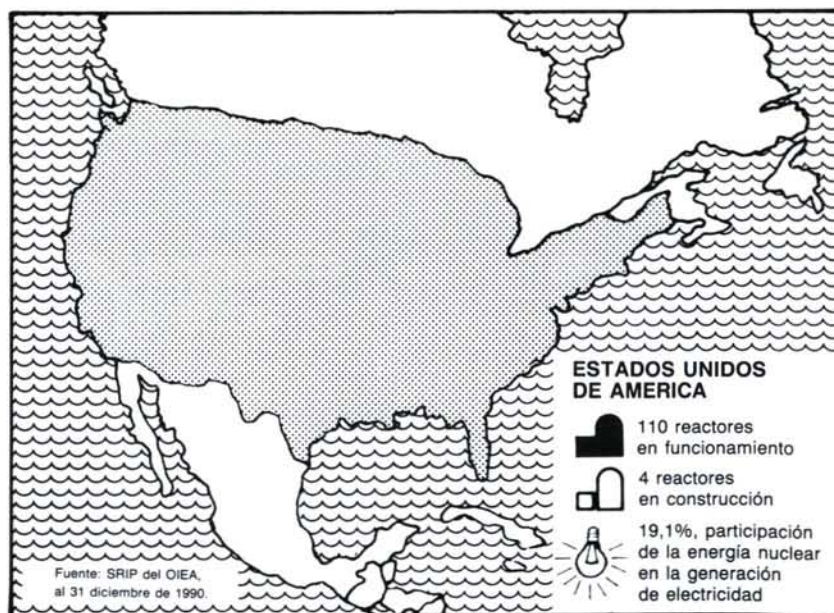 ESTADOS UNIDOS
DE AMERICA
110 reactores
en funcionamiento
4 reactores
en construcción
19,1%, participación
de la energía nuclear
en la generación
de electricidad
Fuente: SRIP del OIEA,
al 31 diciembre de 1990.